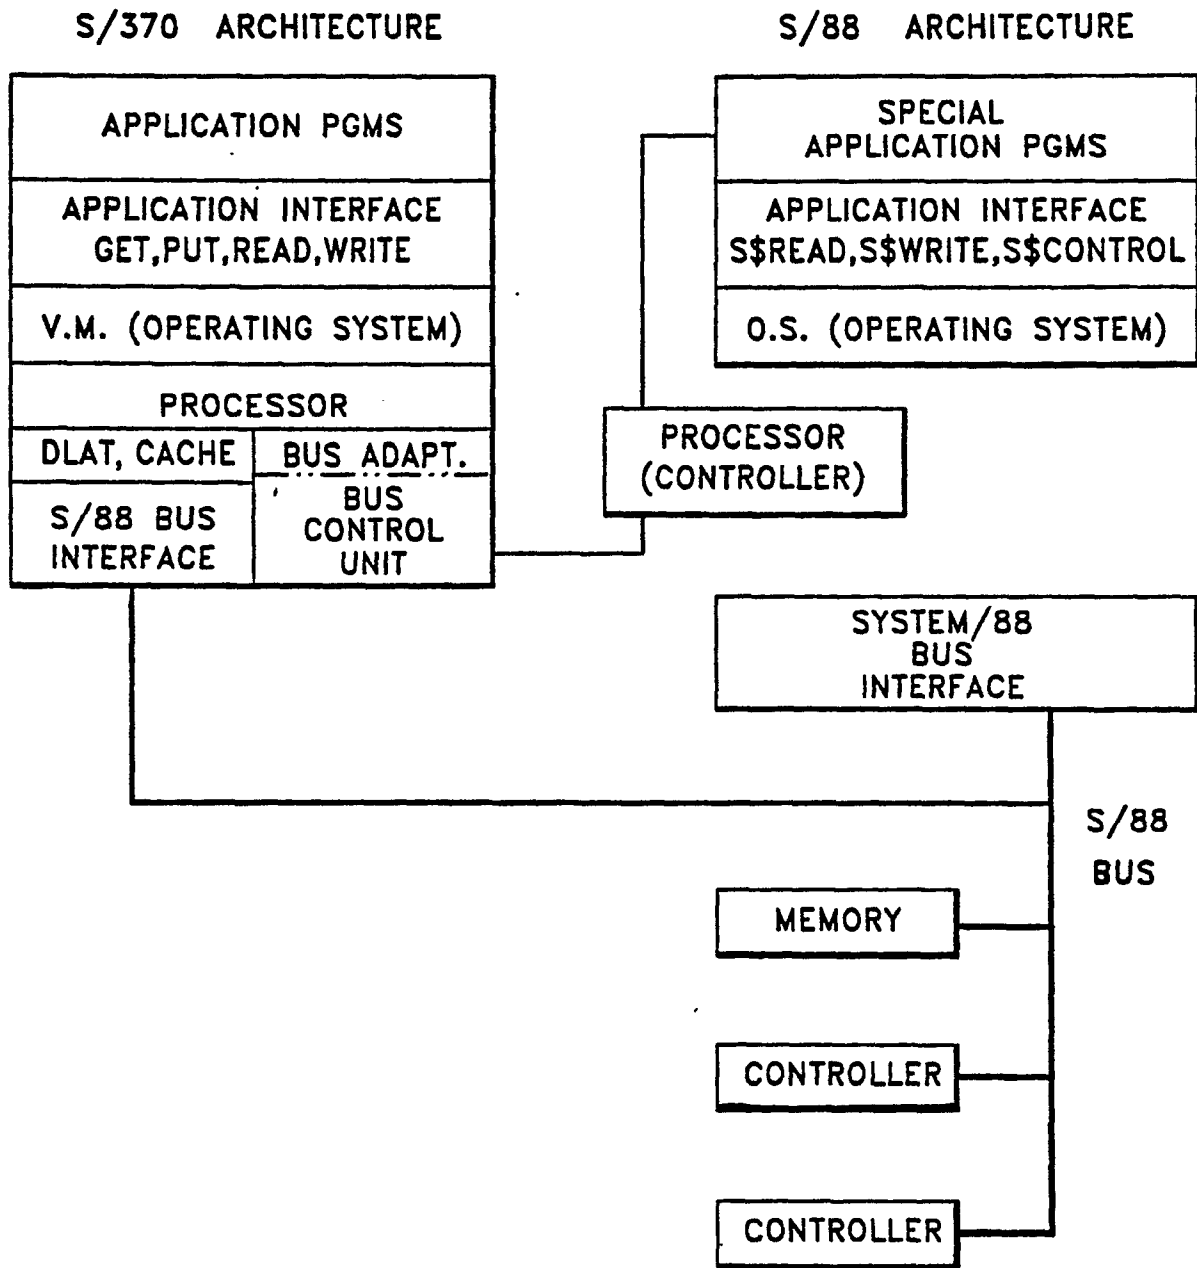 S/370 ARCHITECTURE
APPLICATION PGMS
APPLICATION INTERFACE
GET,PUT,READ,WRITE
V.M. (OPERATING SYSTEM)
PROCESSOR
DLAT, CACHE
BUS ADAPT.
S/88 BUS
INTERFACE
BUS
CONTROL
UNIT
S/88 ARCHITECTURE
SPECIAL
APPLICATION PGMS
APPLICATION INTERFACE
S$READ,S$WRITE,S$CONTROL
O.S. (OPERATING SYSTEM)
PROCESSOR
(CONTROLLER)
SYSTEM/88
BUS
INTERFACE
S/88
BUS
MEMORY
CONTROLLER
CONTROLLER